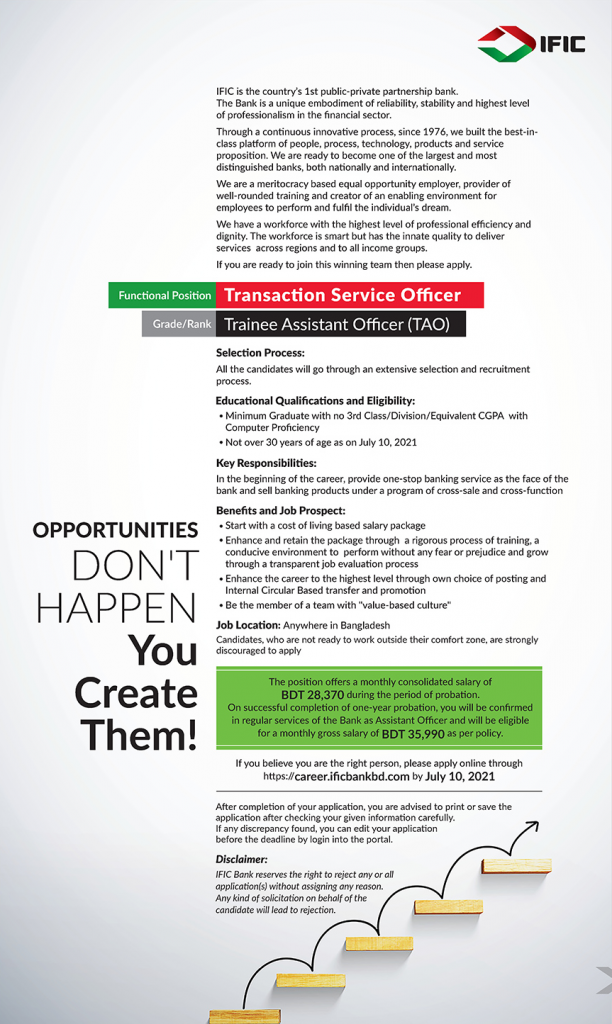 IFIC
IFIC is the country's 1st public-private partnership bank.
The Bank is a unique embodiment of reliability, stability and highest level
of professionalism in the financial sector.
Through a continuous innovative process, since 1976, we built the best-in-
class platform of people, process, technology, products and service
proposition. We are ready to become one of the largest and most
distinguished banks, both nationally and internationally.
We are a meritocracy based equal opportunity employer, provider of
well-rounded training and creator of an enabling environment for
employees to perform and fulfil the individual's dream.
We have a workforce with the highest level of professional efficiency and
dignity. The workforce is smart but has the innate quality to deliver
services across regions and to all income groups.
If you are ready to join this winning team then please apply.
Functional Position Transaction Service Officer
Grade/Rank Trainee Assistant Officer (TAO)
Selection Process:
All the candidates will go through an extensive selection and recruitment
process.
Educational Qualifications and Eligibility:
• Minimum Graduate with no 3rd Class/Division/Equivalent CGPA with
Computer Proficiency
• Not over 30 years of age as on July 10, 2021
Key Responsibilities:
In the beginning of the career, provide one-stop banking service as the face of the
bank and sell banking products under a program of cross-sale and cross-function
Benefits and Job Prospect:
• Start with a cost of living based salary package
• Enhance and retain the package through a rigorous process of training, a
conducive environment to perform without any fear or prejudice and grow
through a transparent job evaluation process
• Enhance the career to the highest level through own choice of posting and
Internal Circular Based transfer and promotion
• Be the member of a team with "value-based culture"
Job Location: Anywhere in Bangladesh
Candidates, who are not ready to work outside their comfort zone, are strongly
discouraged to apply
OPPORTUNITIES
DON'T
HAPPEN
You
Create
Them!
The position offers a monthly consolidated salary of
BDT 28,370 during the period of probation.
On successful completion of one-year probation, you will be confirmed
in regular services of the Bank as Assistant Officer and will be eligible
for a monthly gross salary of BDT 35,990 as per policy.
If you believe you are the right person, please apply online through
https://career.ificbankbd.com by July 10, 2021
After completion of your application, you are advised to print or save the
application after checking your given information carefully.
If any discrepancy found, you can edit your application
before the deadline by login into the portal.
Disclaimer:
IFIC Bank reserves the right to reject any or all
application(s) without assigning any reason.
Any kind of solicitation on behalf of the
candidate will lead to rejection.